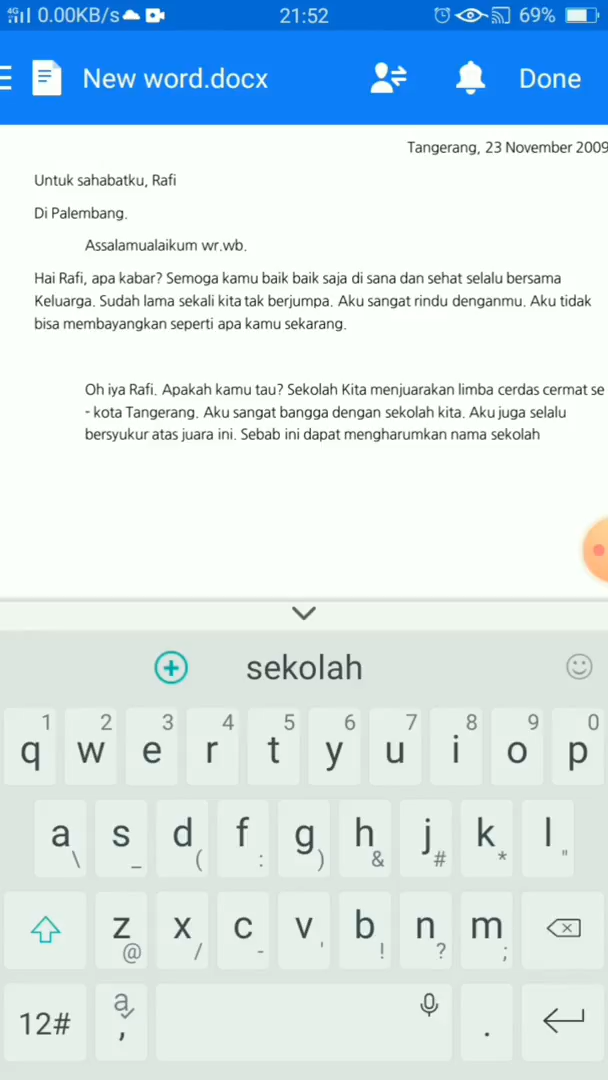 4G 0.00KB/s 21:52 69%
New word.docx Done
Tangerang, 23 November 2009
Untuk sahabatku, Rafi
Di Palembang.
Assalamualaikum wr.wb.
Hai Rafi, apa kabar? Semoga kamu baik baik saja di sana dan sehat selalu bersama
Keluarga. Sudah lama sekali kita tak berjumpa. Aku sangat rindu denganmu. Aku tidak
bisa membayangkan seperti apa kamu sekarang.
Oh iya Rafi. Apakah kamu tau? Sekolah Kita menjuarakan limba cerdas cermat se
- kota Tangerang. Aku sangat bangga dengan sekolah kita. Aku juga selalu
bersyukur atas juara ini. Sebab ini dapat mengharumkan nama sekolah
sekolah
1 2 3 4 5 6 7 8 9 0
q w e r t y u i o p
a s d f g h j k l
\ _ ( : ) & # * "
z x c v b n m
@ / - ' ! ? ;
12# a , .